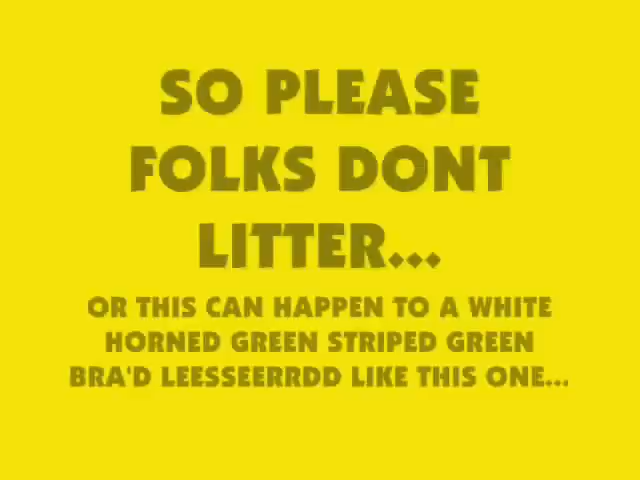 SO PLEASE
FOLKS DONT
LITTER...
OR THIS CAN HAPPEN TO A WHITE
HORNED GREEN STRIPED GREEN
BRA'D LEESSEERRDD LIKE THIS ONE...